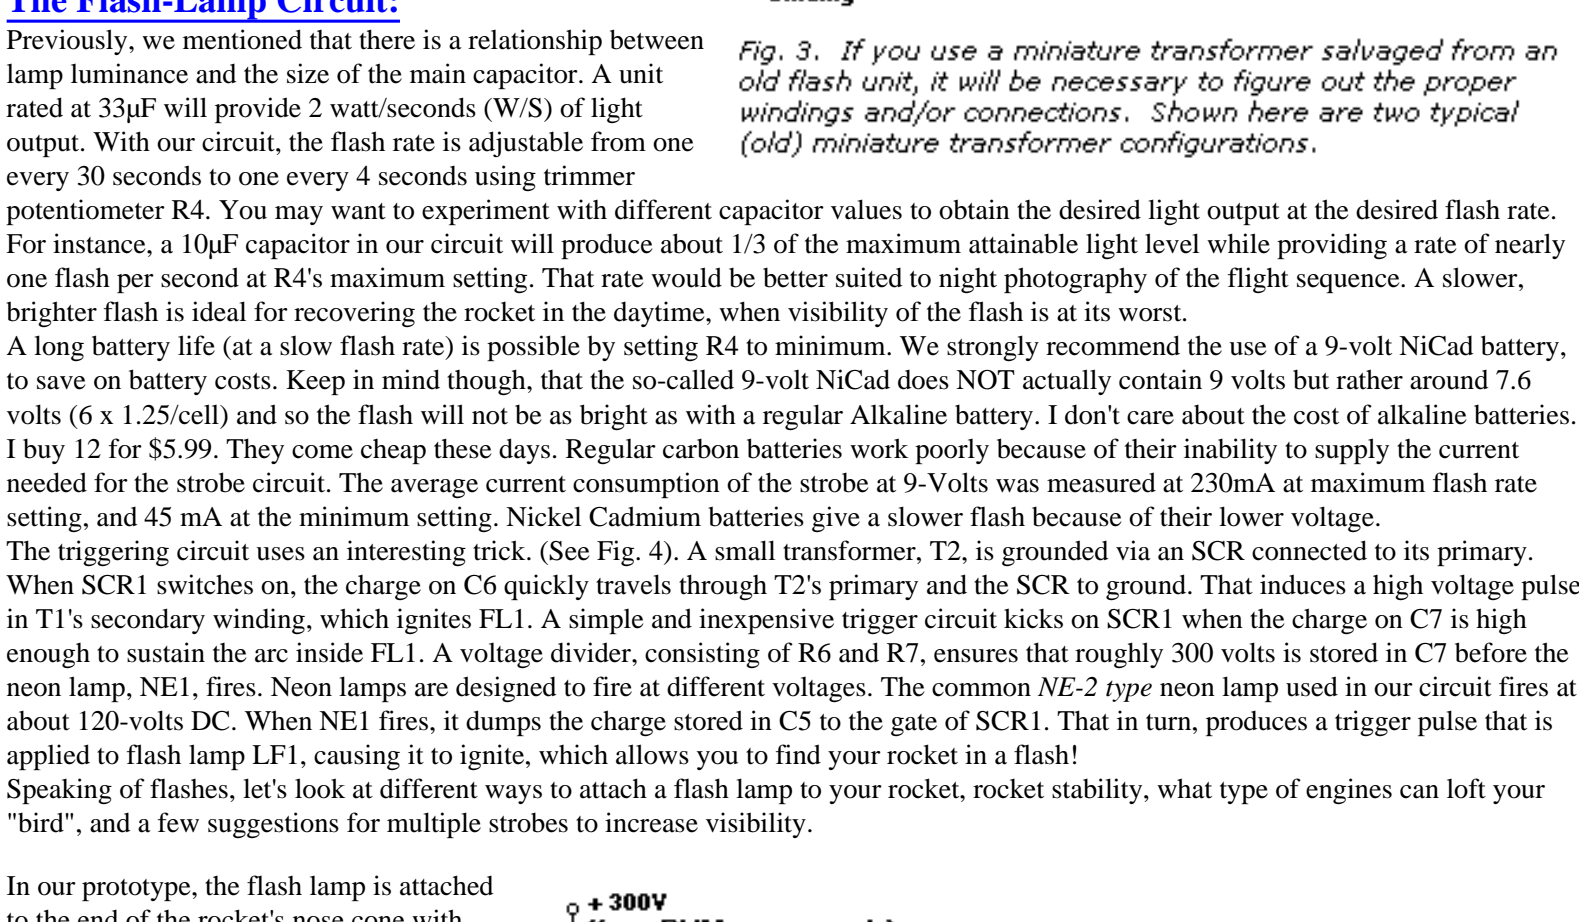 The Flash-Lamp Circuit:
Previously, we mentioned that there is a relationship between
lamp luminance and the size of the main capacitor. A unit
rated at 33µF will provide 2 watt/seconds (W/S) of light
output. With our circuit, the flash rate is adjustable from one
every 30 seconds to one every 4 seconds using trimmer
Fig. 3. If you use a miniature transformer salvaged from an
old flash unit, it will be necessary to figure out the proper
windings and/or connections. Shown here are two typical
(old) miniature transformer configurations.
potentiometer R4. You may want to experiment with different capacitor values to obtain the desired light output at the desired flash rate.
For instance, a 10µF capacitor in our circuit will produce about 1/3 of the maximum attainable light level while providing a rate of nearly
one flash per second at R4's maximum setting. That rate would be better suited to night photography of the flight sequence. A slower,
brighter flash is ideal for recovering the rocket in the daytime, when visibility of the flash is at its worst.
A long battery life (at a slow flash rate) is possible by setting R4 to minimum. We strongly recommend the use of a 9-volt NiCad battery,
to save on battery costs. Keep in mind though, that the so-called 9-volt NiCad does NOT actually contain 9 volts but rather around 7.6
volts (6 x 1.25/cell) and so the flash will not be as bright as with a regular Alkaline battery. I don't care about the cost of alkaline batteries.
I buy 12 for $5.99. They come cheap these days. Regular carbon batteries work poorly because of their inability to supply the current
needed for the strobe circuit. The average current consumption of the strobe at 9-Volts was measured at 230mA at maximum flash rate
setting, and 45 mA at the minimum setting. Nickel Cadmium batteries give a slower flash because of their lower voltage.
The triggering circuit uses an interesting trick. (See Fig. 4). A small transformer, T2, is grounded via an SCR connected to its primary.
When SCR1 switches on, the charge on C6 quickly travels through T2's primary and the SCR to ground. That induces a high voltage pulse
in T1's secondary winding, which ignites FL1. A simple and inexpensive trigger circuit kicks on SCR1 when the charge on C7 is high
enough to sustain the arc inside FL1. A voltage divider, consisting of R6 and R7, ensures that roughly 300 volts is stored in C7 before the
neon lamp, NE1, fires. Neon lamps are designed to fire at different voltages. The common NE-2 type neon lamp used in our circuit fires at
about 120-volts DC. When NE1 fires, it dumps the charge stored in C5 to the gate of SCR1. That in turn, produces a trigger pulse that is
applied to flash lamp LF1, causing it to ignite, which allows you to find your rocket in a flash!
Speaking of flashes, let's look at different ways to attach a flash lamp to your rocket, rocket stability, what type of engines can loft your
"bird", and a few suggestions for multiple strobes to increase visibility.
In our prototype, the flash lamp is attached
to the end of the rocket's nose cone with
+ 300V